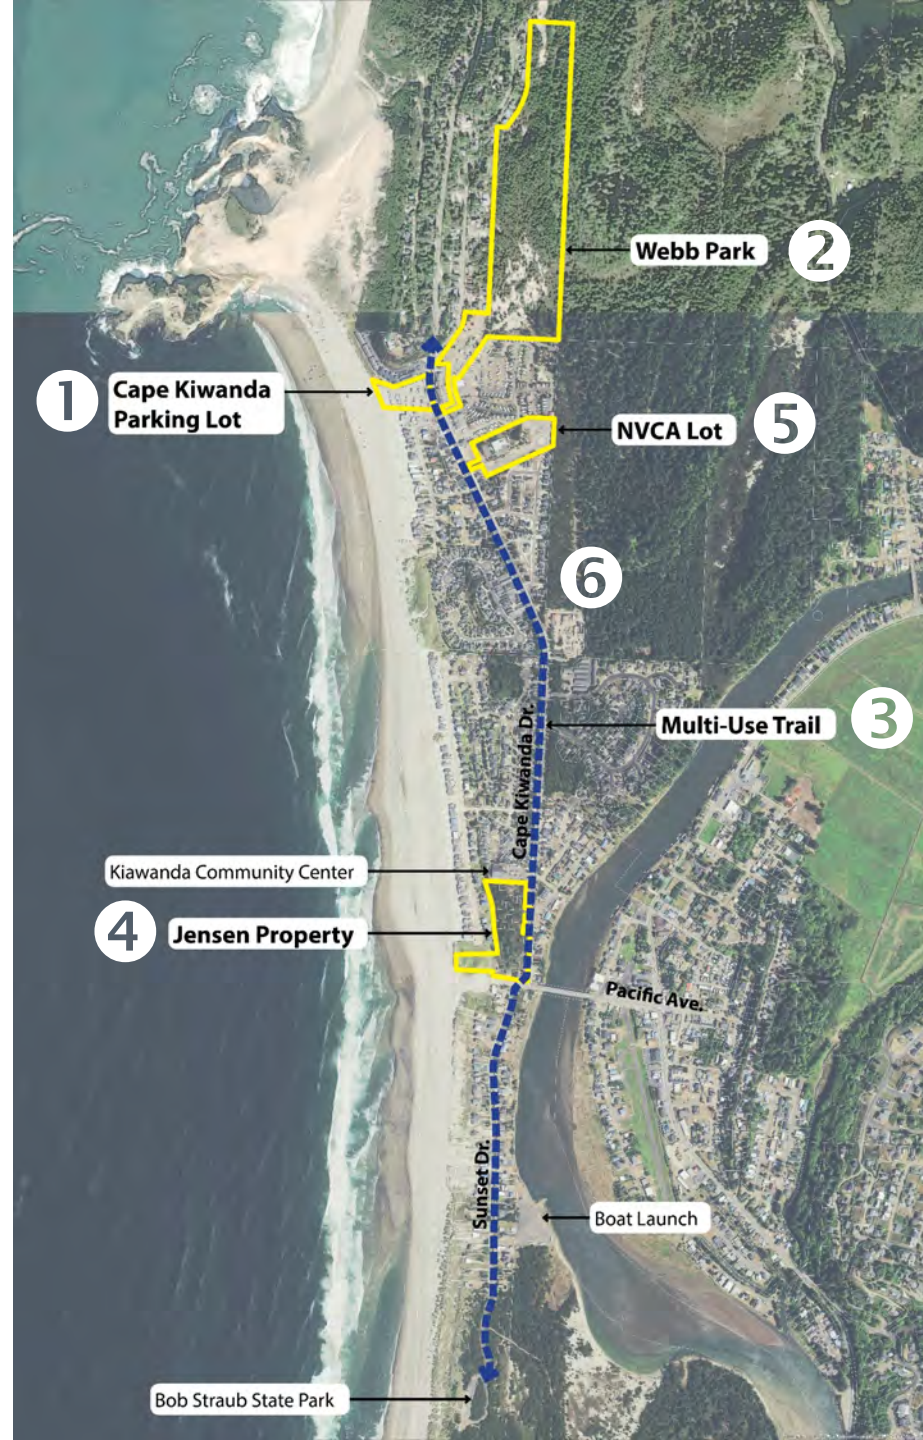 Webb Park
2
1
Cape Kiwanda
Parking Lot
NVCA Lot
5
6
Multi-Use Trail
3
Cape Kiwanda Dr.
Kiawanda Community Center
4
Jensen Property
Pacific Ave.
Sunset Dr.
Boat Launch
Bob Straub State Park